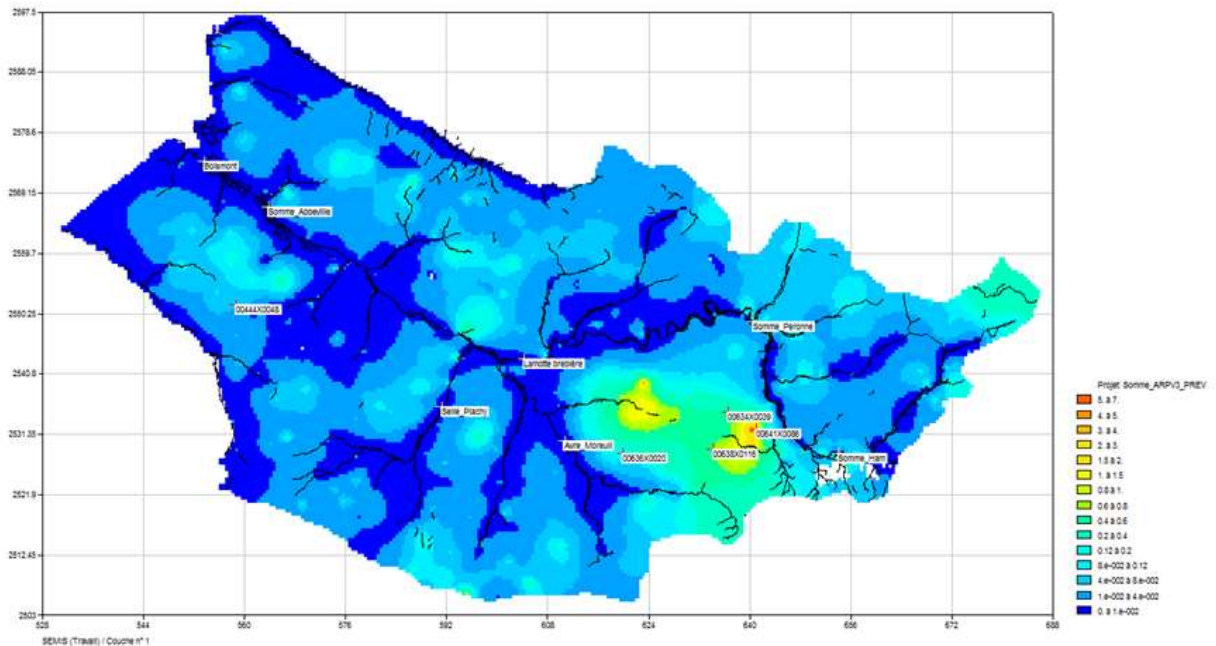 2597.5
2588.05
2578.6
2569.15
2559.7
2550.25
2540.8
2531.35
2521.9
2512.45
2503
528
544
560
576
592
608
624
640
656
672
688
Boismont
Somme_Abbeville
00444X0048
Somme_Péronne
Lamotte brebière
Selle_Plachy
00634X0039
00641X0086
Avre_Moreuil
00636X0020
00638X0116
Somme_Ham
Projet: Somme_ARPV3_PREV
5. à 7.
4. à 5.
3. à 4.
2. à 3.
1.5 à 2.
1. à 1.5
0.8 à 1.
0.6 à 0.8
0.4 à 0.6
0.2 à 0.4
0.12 à 0.2
8.e-002 à 0.12
4.e-002 à 8.e-002
1.e-002 à 4.e-002
0. à 1.e-002
SEMIS (Travail) / Couche n° 1